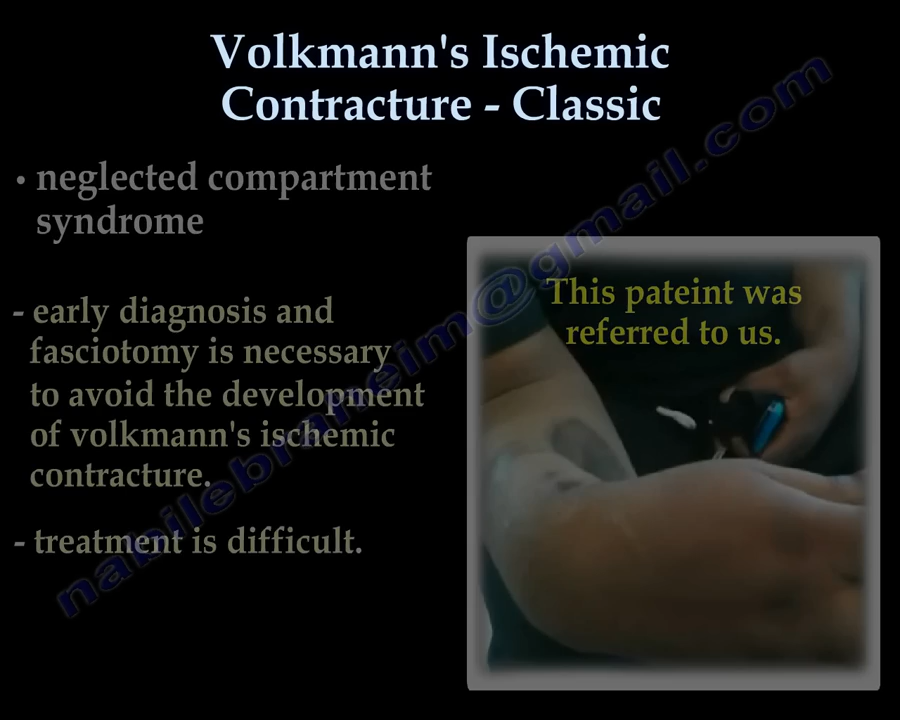 Volkmann's Ischemic
Contracture - Classic
• neglected compartment
syndrome
- early diagnosis and
fasciotomy is necessary
to avoid the development
of volkmann's ischemic
contracture.
- treatment is difficult.
This pateint was
referred to us.
nabilebraneim@gmail.com